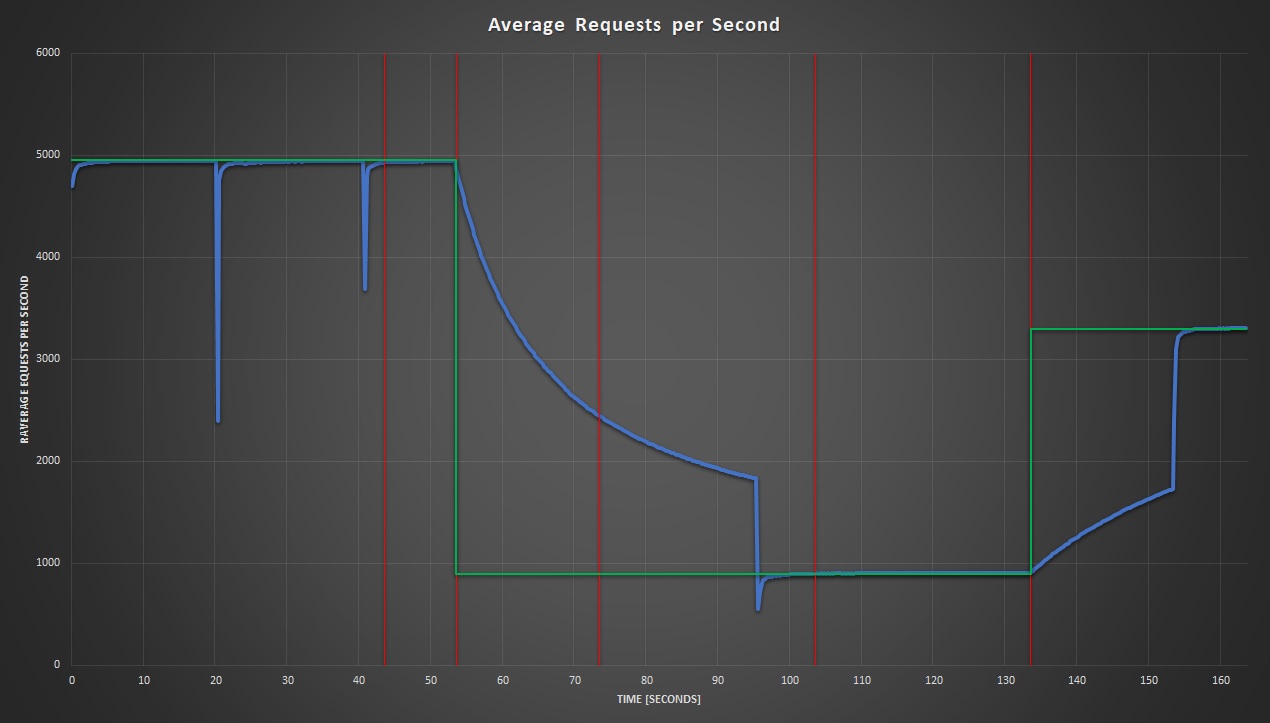 Average Requests per Second
6000
5000
4000
3000
2000
1000
0
RAVERAGE EQUESTS PER SECOND
0 10 20 30 40 50 60 70 80 90 100 110 120 130 140 150 160
TIME [SECONDS]